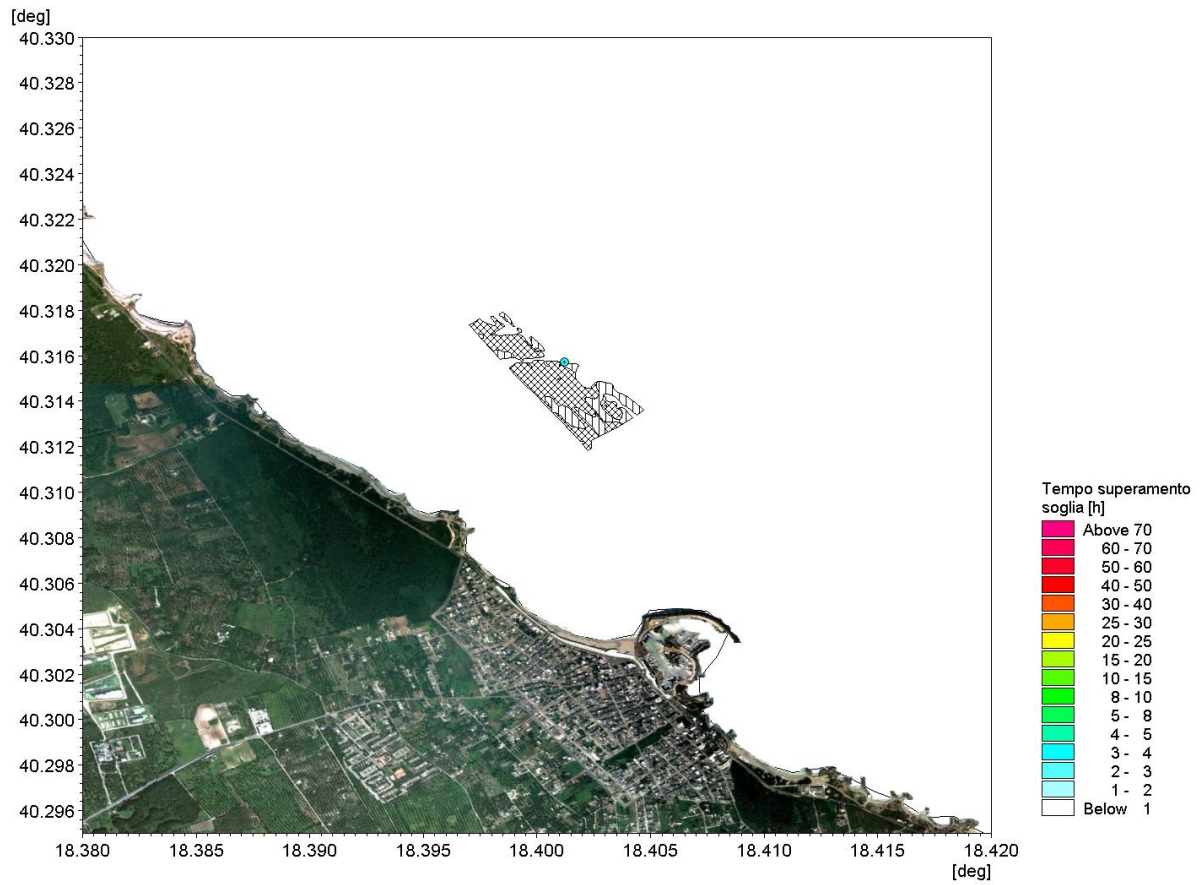 [deg]
40.330
40.328
40.326
40.324
40.322
40.320
40.318
40.316
40.314
40.312
40.310
40.308
40.306
40.304
40.302
40.300
40.298
40.296
18.380 18.385 18.390 18.395 18.400 18.405 18.410 18.415 18.420
[deg]
Tempo superamento
soglia [h]
Above 70
60 - 70
50 - 60
40 - 50
30 - 40
25 - 30
20 - 25
15 - 20
10 - 15
8 - 10
5 - 8
4 - 5
3 - 4
2 - 3
1 - 2
Below 1